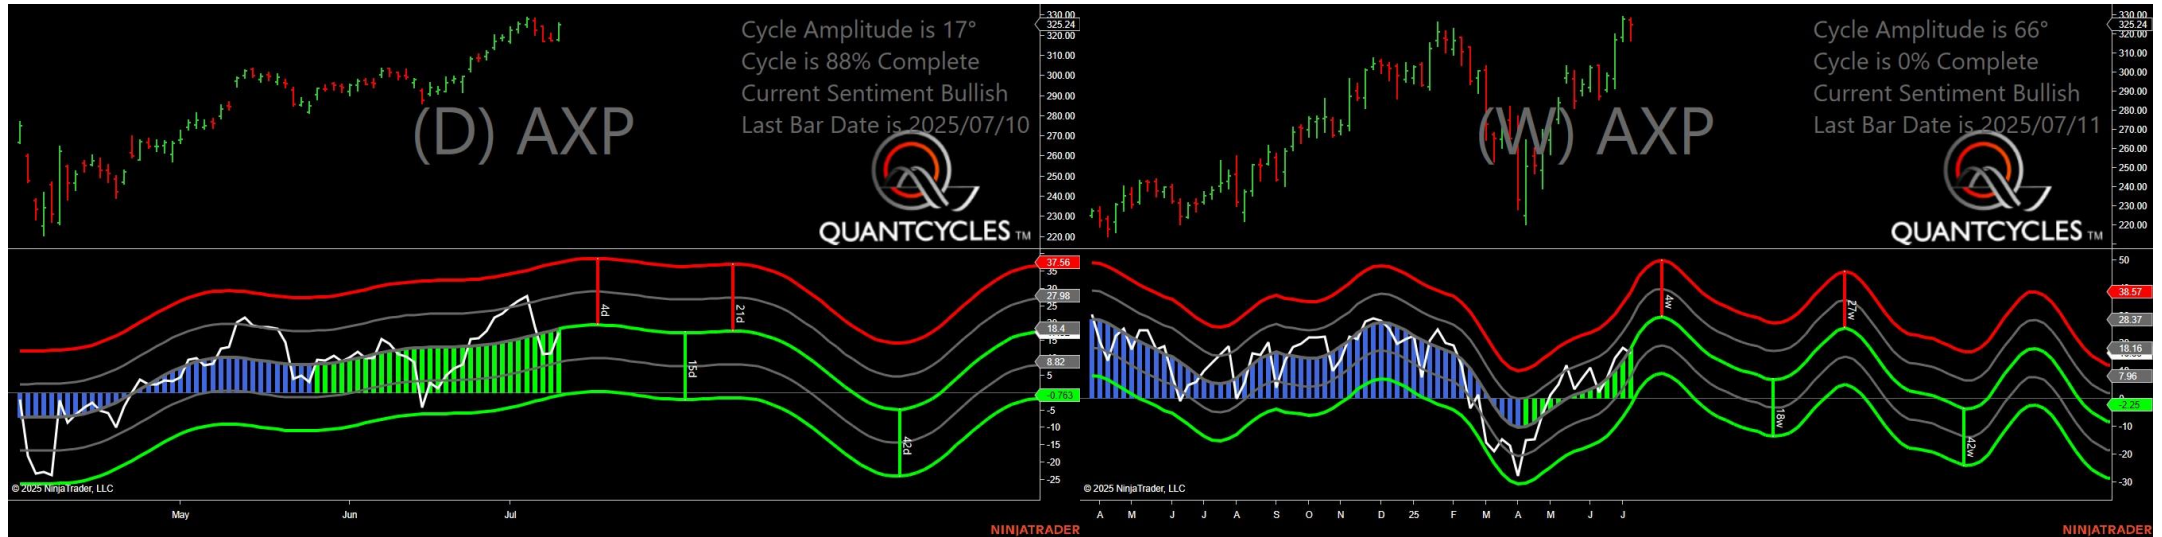 Cycle Amplitude is 17°
Cycle is 88% Complete
Current Sentiment Bullish
Last Bar Date is 2025/07/10
(D) AXP
QUANTCYCLES TM
330.00
325.24
320.00
310.00
300.00
290.00
280.00
270.00
260.00
250.00
240.00
230.00
220.00
37.56
35
30
27.98
18.4
15
8.82
5
-0.763
-5
-10
-15
-20
-25
4d
15d
21d
42d
© 2025 NinjaTrader, LLC
May Jun Jul
NINJATRADER
Cycle Amplitude is 66°
Cycle is 0% Complete
Current Sentiment Bullish
Last Bar Date is 2025/07/11
(W) AXP
QUANTCYCLES TM
330.00
325.24
320.00
310.00
300.00
290.00
280.00
270.00
260.00
250.00
240.00
230.00
220.00
50
38.57
28.37
18.16
7.96
-2.25
-10
-20
-30
4w
18w
27w
42w
© 2025 NinjaTrader, LLC
A M J J A S O N D 25 F M A M J J
NINJATRADER